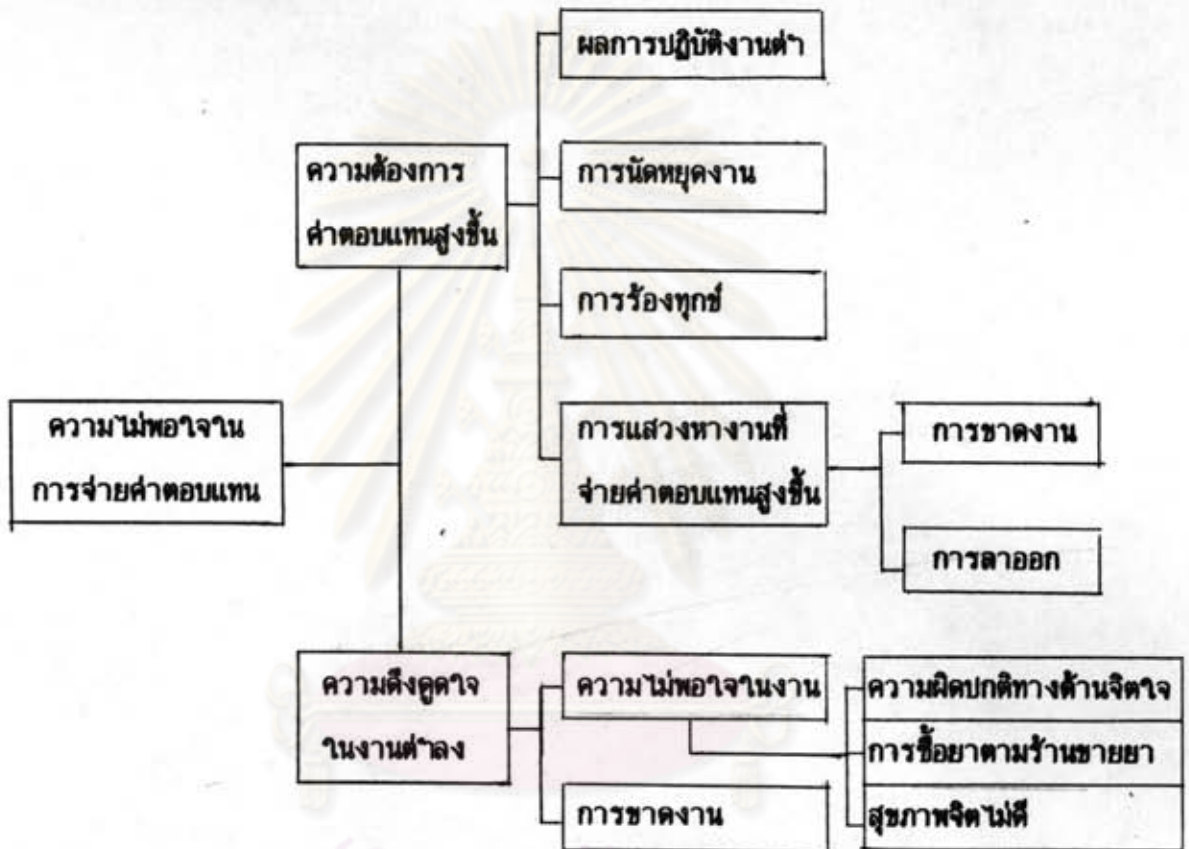 ผลการปฏิบัติงานต่ำ
ความต้องการ
ค่าตอบแทนสูงขึ้น
การนัดหยุดงาน
การร้องทุกข์
ความไม่พอใจใน
การจ่ายค่าตอบแทน
การแสวงหางานที่
จ่ายค่าตอบแทนสูงขึ้น
การขาดงาน
การลาออก
ความดึงดูดใจ
ในงานต่ำลง
ความไม่พอใจในงาน
การขาดงาน
ความผิดปกติทางด้านจิตใจ
การซื้อยาตามร้านขายยา
สุขภาพจิตไม่ดี